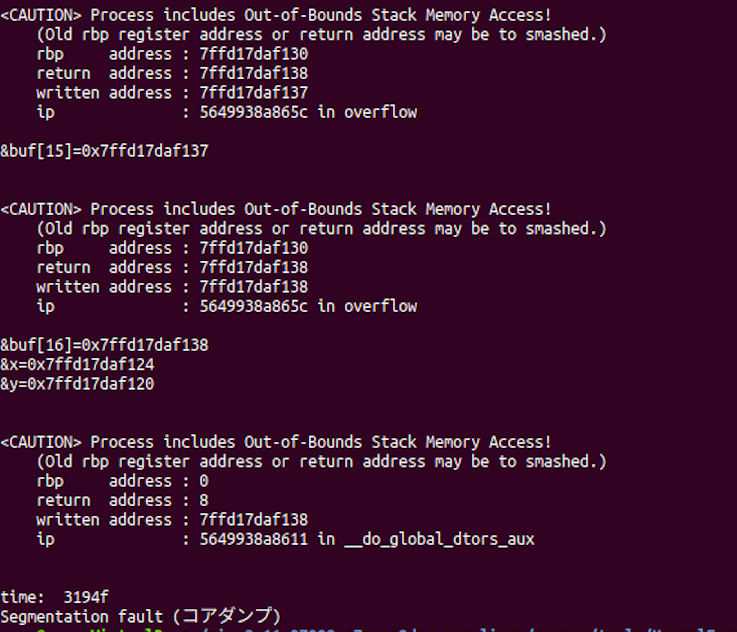 <CAUTION> Process includes Out-of-Bounds Stack Memory Access!
(Old rbp register address or return address may be to smashed.)
rbp address : 7ffd17daf130
return address : 7ffd17daf138
written address : 7ffd17daf137
ip : 5649938a865c in overflow
&buf[15]=0x7ffd17daf137
<CAUTION> Process includes Out-of-Bounds Stack Memory Access!
(Old rbp register address or return address may be to smashed.)
rbp address : 7ffd17daf130
return address : 7ffd17daf138
written address : 7ffd17daf138
ip : 5649938a865c in overflow
&buf[16]=0x7ffd17daf138
&x=0x7ffd17daf124
&y=0x7ffd17daf120
<CAUTION> Process includes Out-of-Bounds Stack Memory Access!
(Old rbp register address or return address may be to smashed.)
rbp address : 0
return address : 8
written address : 7ffd17daf138
ip : 5649938a8611 in __do_global_dtors_aux
time: 3194f
Segmentation fault (コアダンプ)